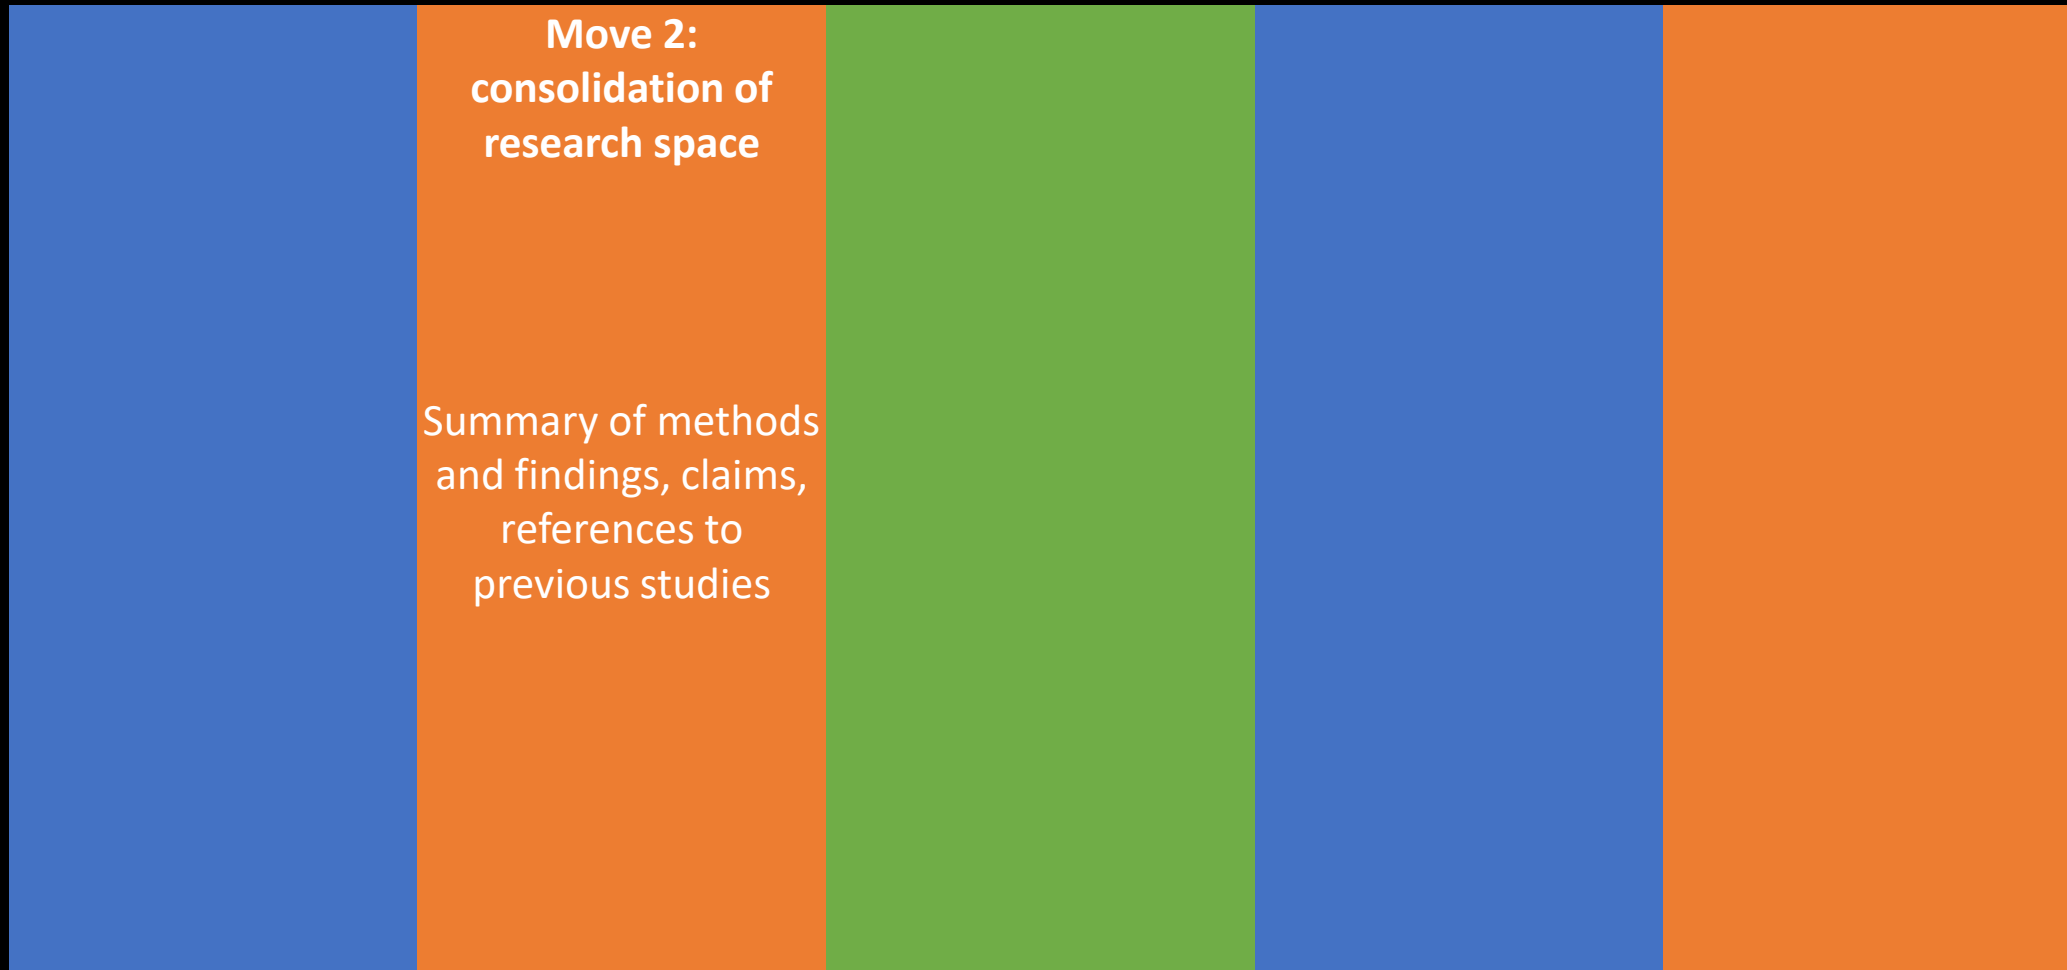 Move 2:
consolidation of
research space
Summary of methods
and findings, claims,
references to
previous studies